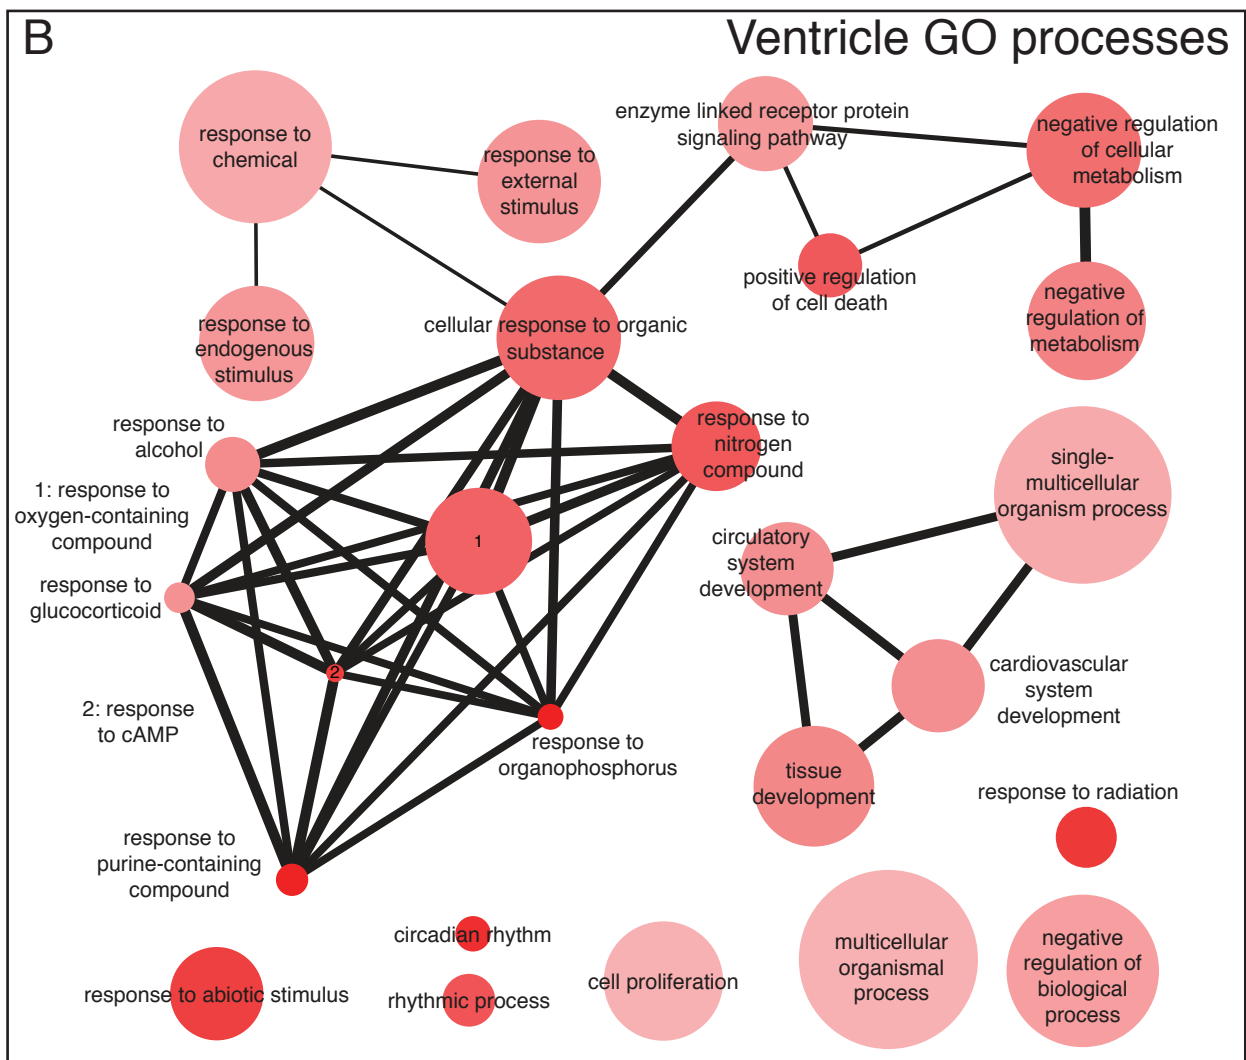 B
Ventricle GO processes
response to
chemical
response to
external
stimulus
enzyme linked receptor protein
signaling pathway
negative regulation
of cellular
metabolism
positive regulation
of cell death
negative
regulation of
metabolism
response to
endogenous
stimulus
cellular response to organic
substance
response to
alcohol
response to
nitrogen
compound
1: response to
oxygen-containing
compound
1
response to
glucocorticoid
2
2: response
to cAMP
response to
organophosphorus
response to
purine-containing
compound
single-
multicellular
organism process
circulatory
system
development
cardiovascular
system
development
tissue
development
response to radiation
response to abiotic stimulus
circadian rhythm
rhythmic process
cell proliferation
multicellular
organismal
process
negative
regulation of
biological
process